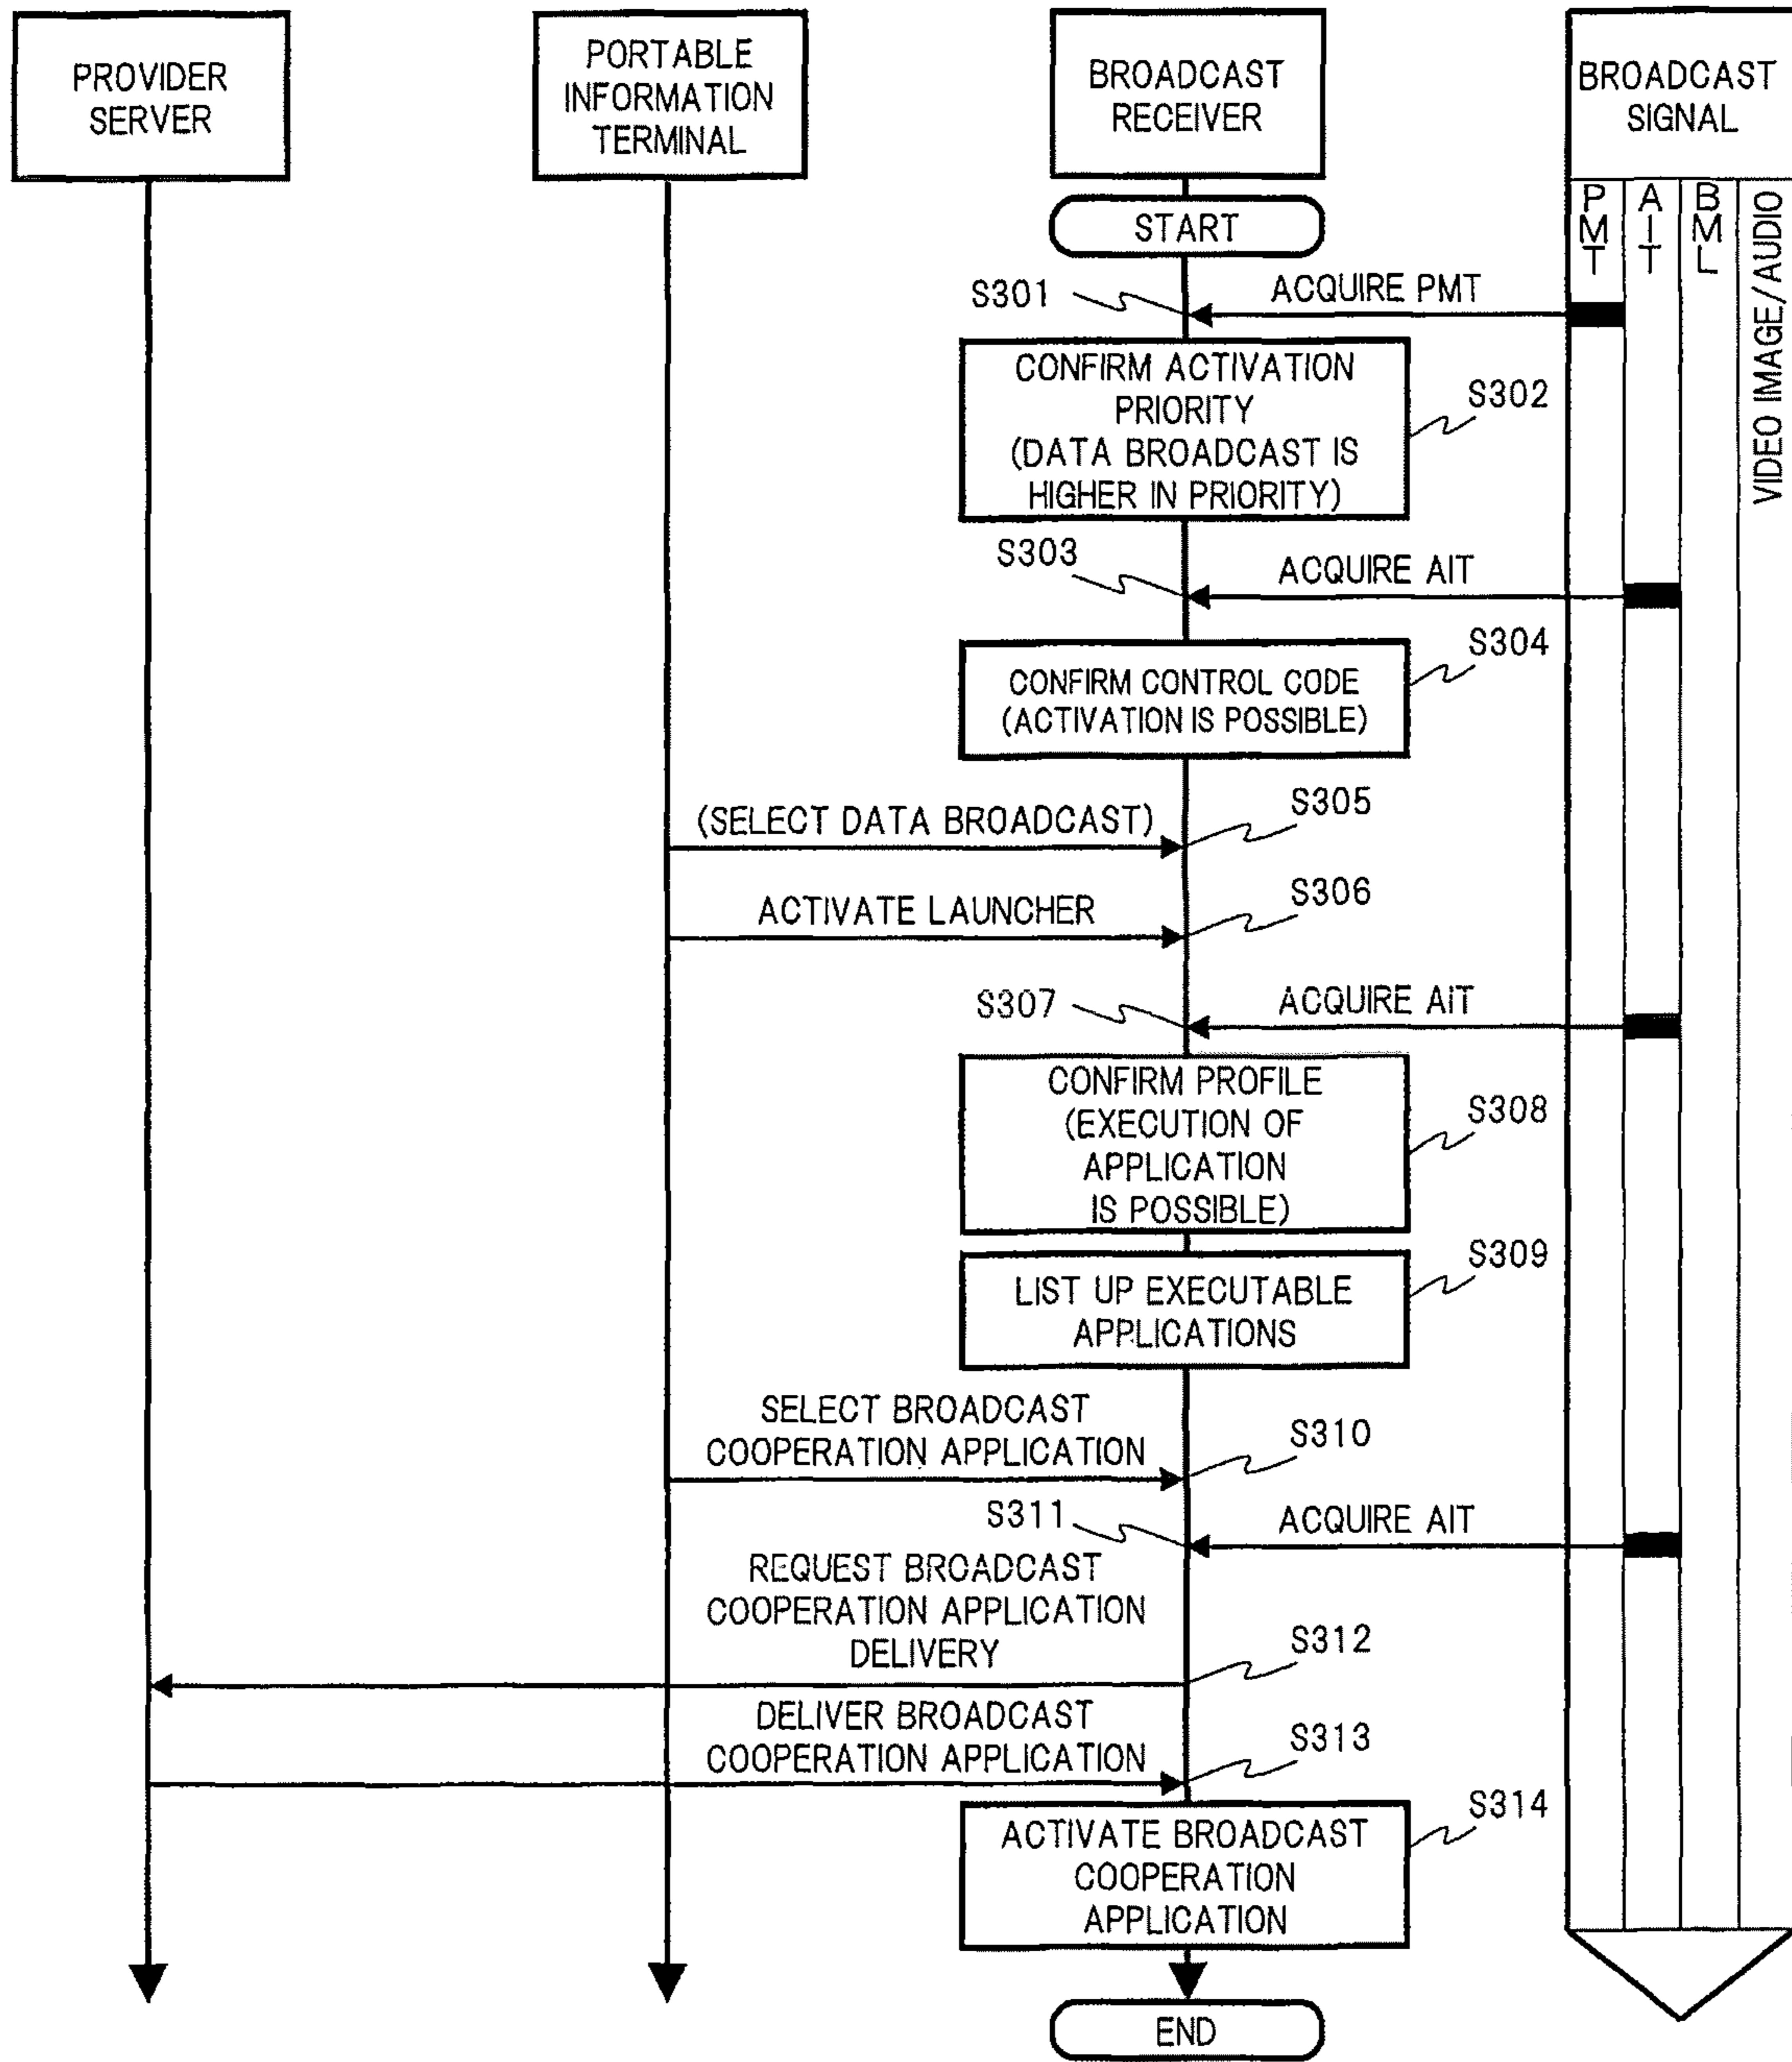 PROVIDER
SERVER
PORTABLE
INFORMATION
TERMINAL
BROADCAST
RECEIVER
BROADCAST
SIGNAL
PMT
AIT
BML
VIDEO IMAGE/AUDIO
START
S301
ACQUIRE PMT
CONFIRM ACTIVATION
PRIORITY
(DATA BROADCAST IS
HIGHER IN PRIORITY)
S302
S303
ACQUIRE AIT
S304
CONFIRM CONTROL CODE
(ACTIVATION IS POSSIBLE)
(SELECT DATA BROADCAST)
S305
ACTIVATE LAUNCHER
S306
S307
ACQUIRE AIT
CONFIRM PROFILE
(EXECUTION OF
APPLICATION
IS POSSIBLE)
S308
S309
LIST UP EXECUTABLE
APPLICATIONS
SELECT BROADCAST
COOPERATION APPLICATION
S310
S311
ACQUIRE AIT
REQUEST BROADCAST
COOPERATION APPLICATION
DELIVERY
S312
DELIVER BROADCAST
COOPERATION APPLICATION
S313
S314
ACTIVATE BROADCAST
COOPERATION
APPLICATION
END